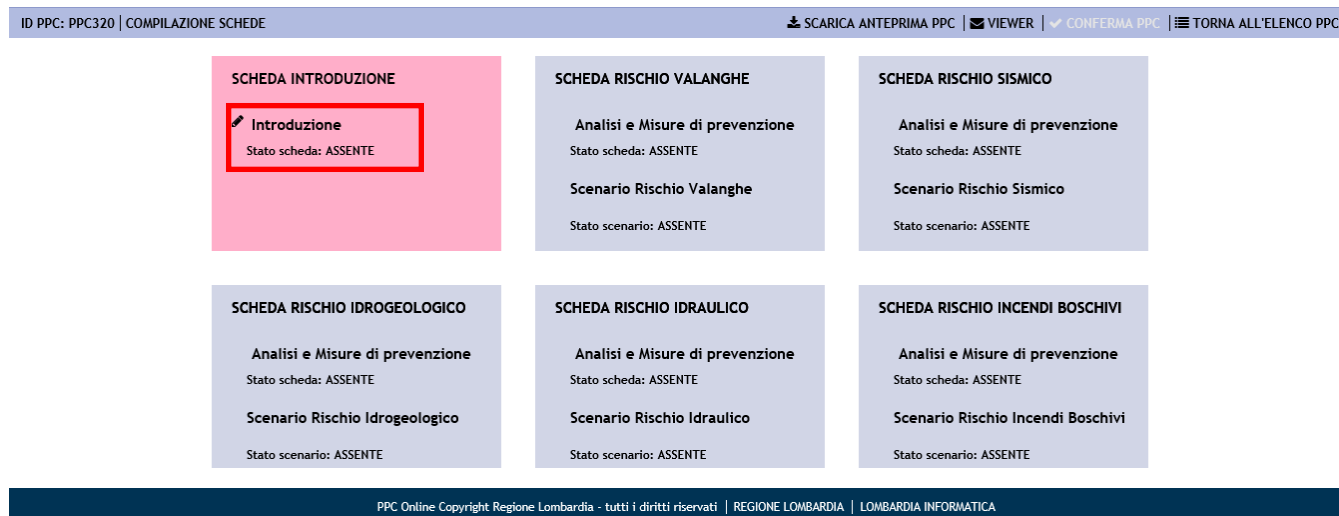 ID PPC: PPC320 | COMPILAZIONE SCHEDE
SCARICA ANTEPRIMA PPC | VIEWER | CONFERMA PPC | TORNA ALL'ELENCO PPC
SCHEDA INTRODUZIONE
Introduzione
Stato scheda: ASSENTE
SCHEDA RISCHIO VALANGHE
Analisi e Misure di prevenzione
Stato scheda: ASSENTE
Scenario Rischio Valanghe
Stato scenario: ASSENTE
SCHEDA RISCHIO SISMICO
Analisi e Misure di prevenzione
Stato scheda: ASSENTE
Scenario Rischio Sismico
Stato scenario: ASSENTE
SCHEDA RISCHIO IDROGEOLOGICO
Analisi e Misure di prevenzione
Stato scheda: ASSENTE
Scenario Rischio Idrogeologico
Stato scenario: ASSENTE
SCHEDA RISCHIO IDRAULICO
Analisi e Misure di prevenzione
Stato scheda: ASSENTE
Scenario Rischio Idraulico
Stato scenario: ASSENTE
SCHEDA RISCHIO INCENDI BOSCHIVI
Analisi e Misure di prevenzione
Stato scheda: ASSENTE
Scenario Rischio Incendi Boschivi
Stato scenario: ASSENTE
PPC Online Copyright Regione Lombardia - tutti i diritti riservati | REGIONE LOMBARDIA | LOMBARDIA INFORMATICA